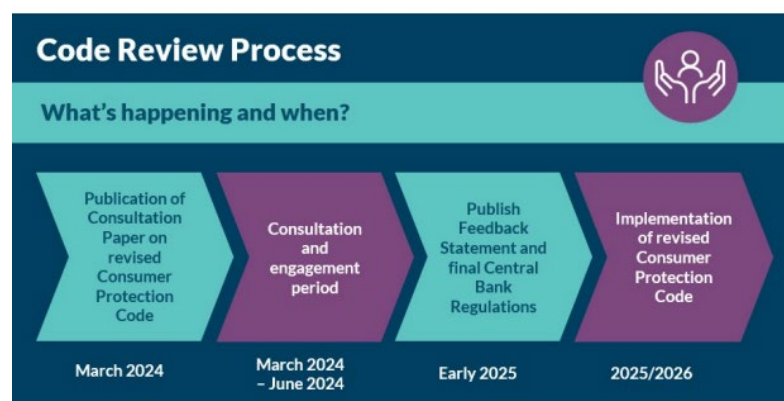 Code Review Process
What's happening and when?
Publication of
Consultation
Paper on
revised
Consumer
Protection
Code
Consultation
and
engagement
period
Publish
Feedback
Statement and
final Central
Bank
Regulations
Implementation
of revised
Consumer
Protection
Code
March 2024
March 2024
– June 2024
Early 2025
2025/2026